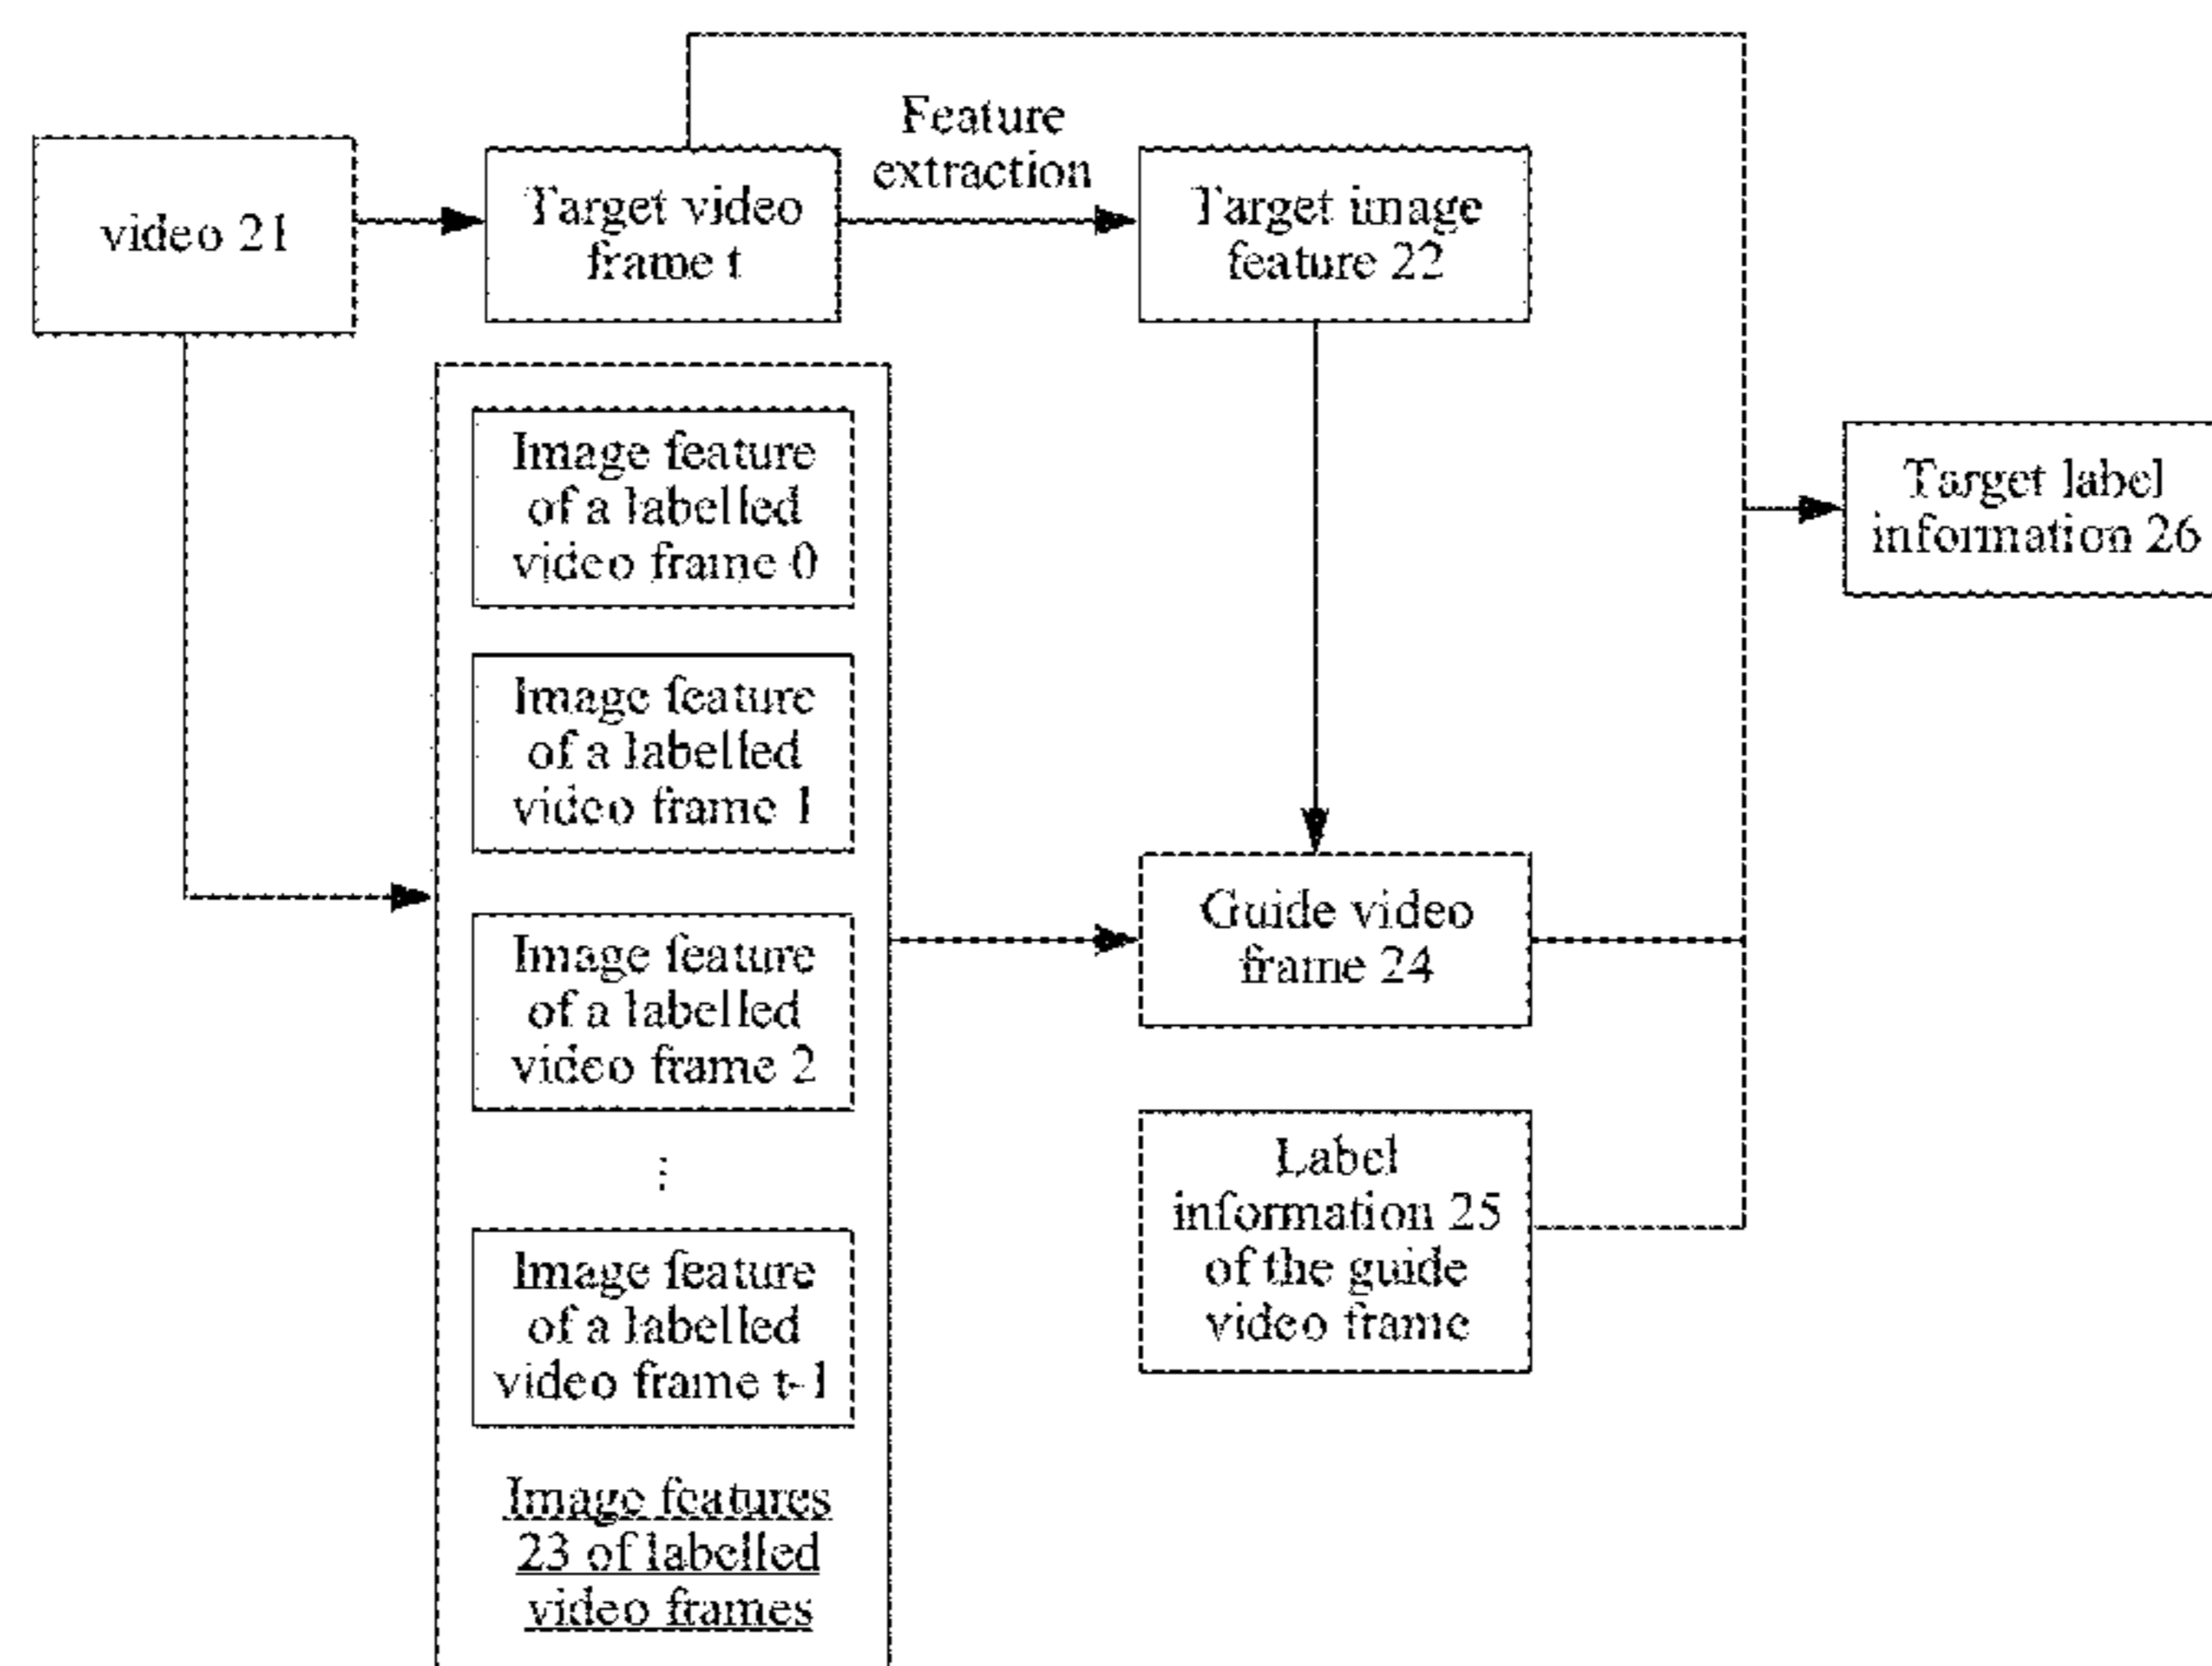 video 21
Target video
frame t
Feature
extraction
Target image
feature 22
Image feature
of a labelled
video frame 0
Image feature
of a labelled
video frame 1
Image feature
of a labelled
video frame 2
⋮
Image feature
of a labelled
video frame t-1
Image features
23 of labelled
video frames
Guide video
frame 24
Label
information 25
of the guide
video frame
Target label
information 26